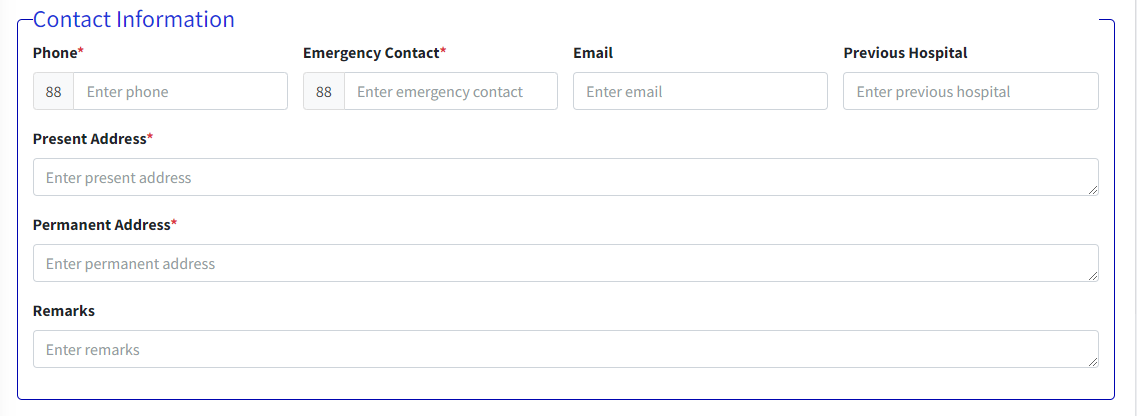 Contact Information
Phone* Emergency Contact* Email Previous Hospital
88 Enter phone 88 Enter emergency contact Enter email Enter previous hospital
Present Address*
Enter present address
Permanent Address*
Enter permanent address
Remarks
Enter remarks